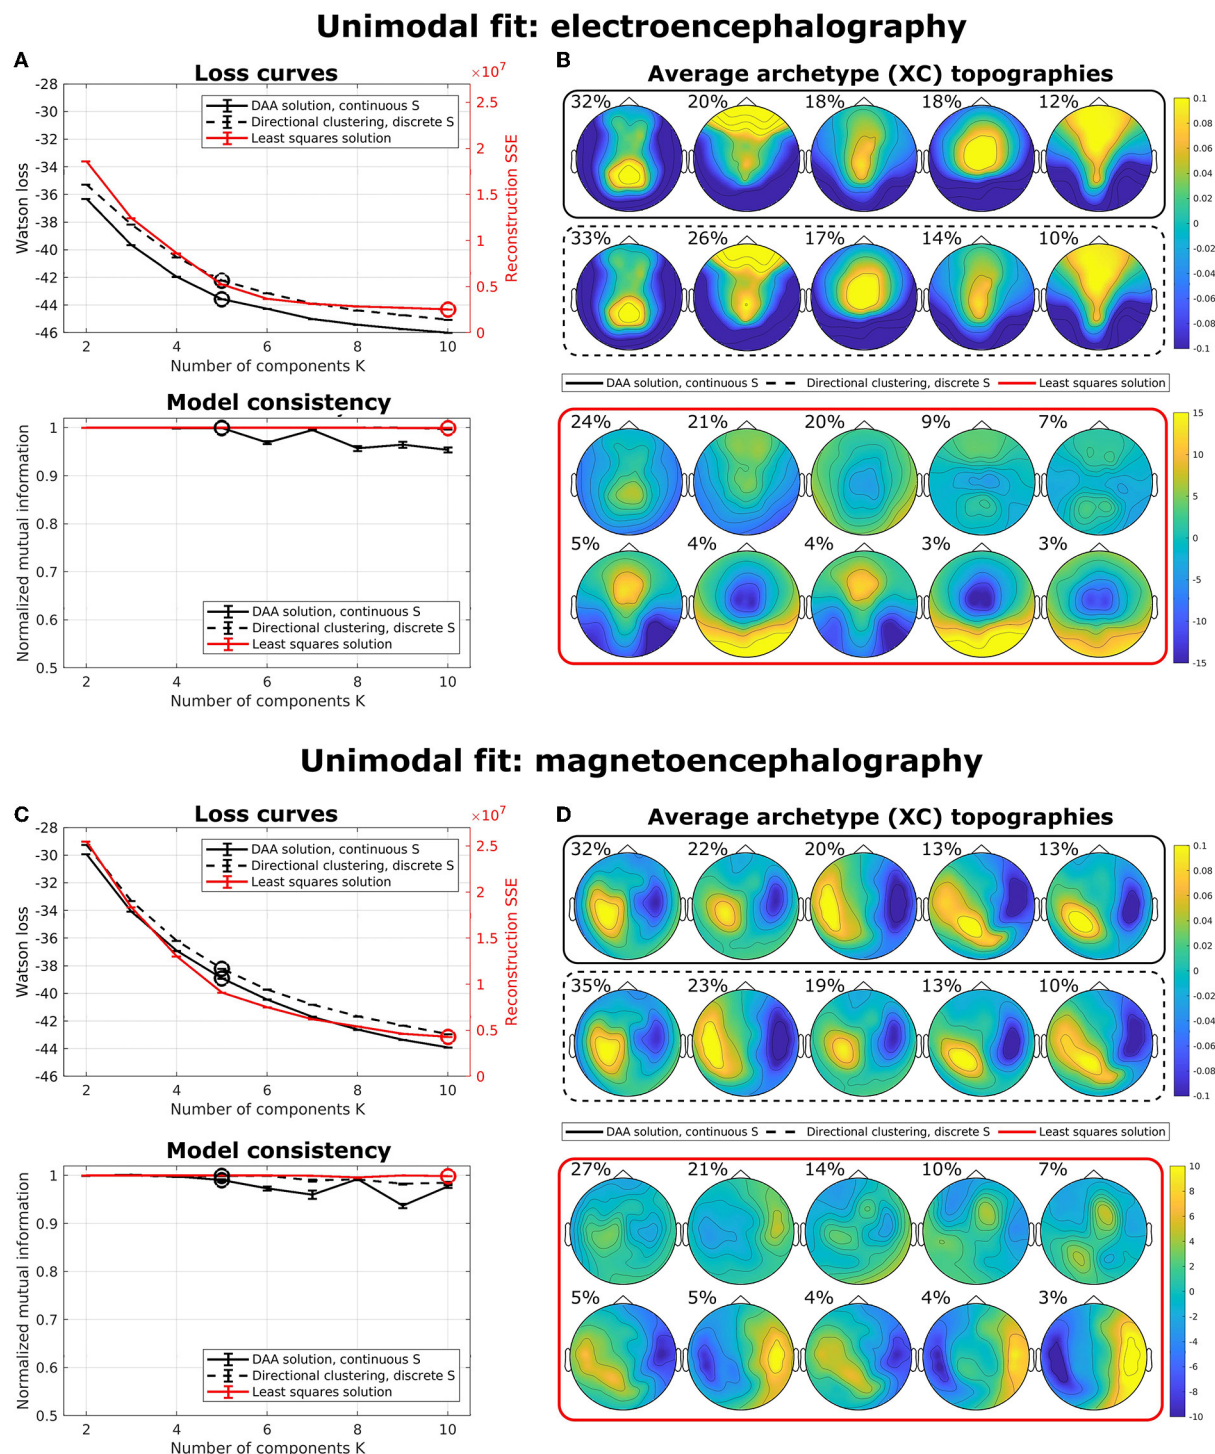 Unimodal fit: electroencephalography
A
Loss curves
×10⁷
-28
-30
-32
-34
-36
-38
-40
-42
-44
-46
Watson loss
2.5
2
1.5
1
0.5
0
Reconstruction SSE
DAA solution, continuous S
Directional clustering, discrete S
Least squares solution
2 4 6 8 10
Number of components K
Model consistency
1
0.9
0.8
0.7
0.6
0.5
Normalized mutual information
DAA solution, continuous S
Directional clustering, discrete S
Least squares solution
2 4 6 8 10
Number of components K
B
Average archetype (XC) topographies
32% 20% 18% 18% 12%
33% 26% 17% 14% 10%
0.1
0.08
0.06
0.04
0.02
0
-0.02
-0.04
-0.06
-0.08
-0.1
DAA solution, continuous S Directional clustering, discrete S Least squares solution
24% 21% 20% 9% 7%
5% 4% 4% 3% 3%
15
10
5
0
-5
-10
-15
Unimodal fit: magnetoencephalography
C
Loss curves
×10⁷
-28
-30
-32
-34
-36
-38
-40
-42
-44
-46
Watson loss
2.5
2
1.5
1
0.5
0
Reconstruction SSE
DAA solution, continuous S
Directional clustering, discrete S
Least squares solution
2 4 6 8 10
Number of components K
Model consistency
1
0.9
0.8
0.7
0.6
0.5
Normalized mutual information
DAA solution, continuous S
Directional clustering, discrete S
Least squares solution
2 4 6 8 10
Number of components K
D
Average archetype (XC) topographies
32% 22% 20% 13% 13%
35% 23% 19% 13% 10%
0.1
0.08
0.06
0.04
0.02
0
-0.02
-0.04
-0.06
-0.08
-0.1
DAA solution, continuous S Directional clustering, discrete S Least squares solution
27% 21% 14% 10% 7%
5% 5% 4% 4% 3%
10
8
6
4
2
0
-2
-4
-6
-8
-10